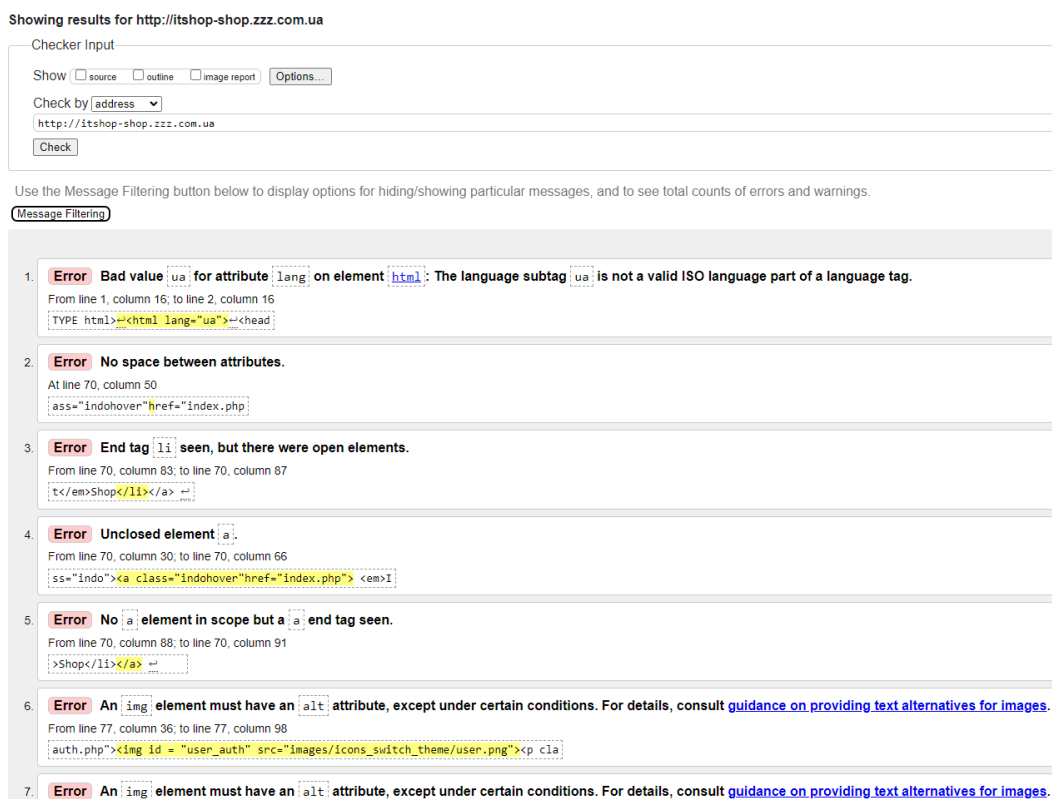 Showing results for http://itshop-shop.zzz.com.ua
Checker Input
Show source outline image report Options...
Check by address
http://itshop-shop.zzz.com.ua
Check
Use the Message Filtering button below to display options for hiding/showing particular messages, and to see total counts of errors and warnings.
Message Filtering
1. Error Bad value ua for attribute lang on element html: The language subtag ua is not a valid ISO language part of a language tag.
From line 1, column 16; to line 2, column 16
TYPE html>↩<html lang="ua">↩<head
2. Error No space between attributes.
At line 70, column 50
ass="indohover"href="index.php
3. Error End tag li seen, but there were open elements.
From line 70, column 83; to line 70, column 87
t</em>Shop</li></a> ↩
4. Error Unclosed element a.
From line 70, column 30; to line 70, column 66
ss="indo"><a class="indohover"href="index.php"> <em>I
5. Error No a element in scope but a a end tag seen.
From line 70, column 88; to line 70, column 91
>Shop</li></a> ↩
6. Error An img element must have an alt attribute, except under certain conditions. For details, consult guidance on providing text alternatives for images.
From line 77, column 36; to line 77, column 98
auth.php"><img id = "user_auth" src="images/icons_switch_theme/user.png"><p cla
7. Error An img element must have an alt attribute, except under certain conditions. For details, consult guidance on providing text alternatives for images.